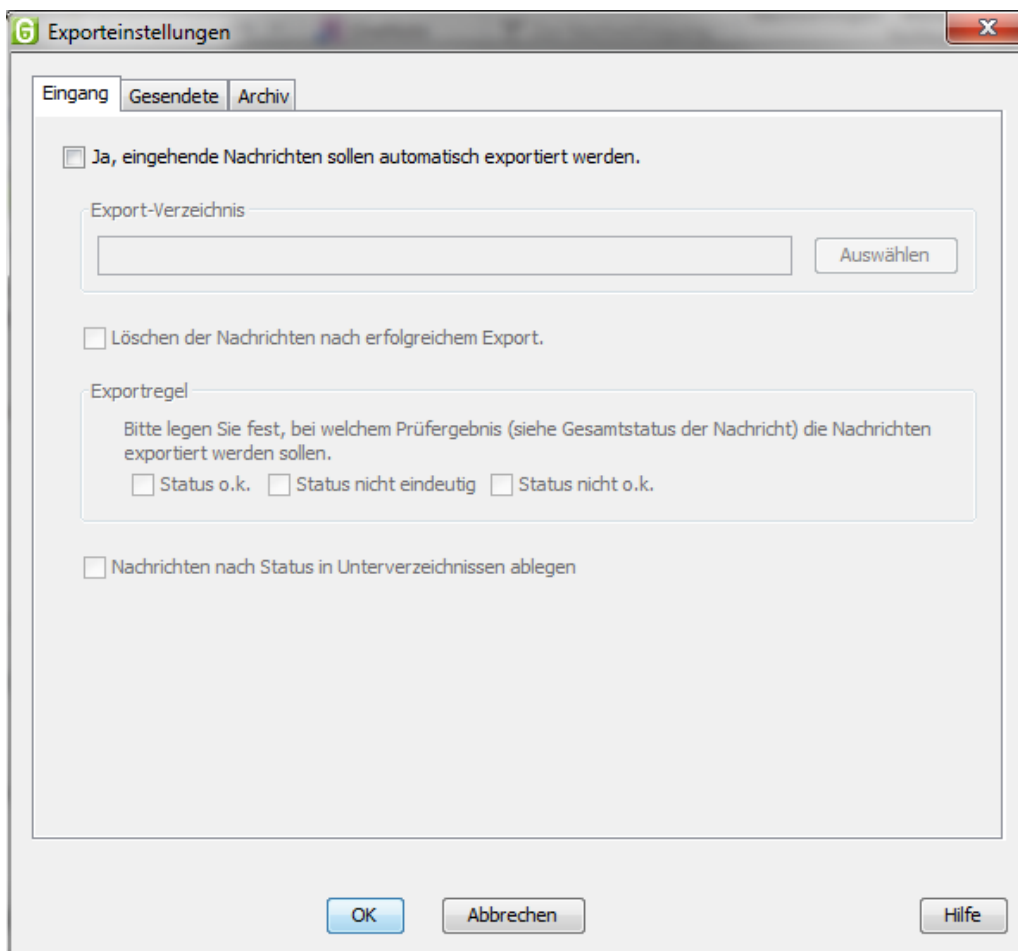 Exporteinstellungen
Eingang Gesendete Archiv
Ja, eingehende Nachrichten sollen automatisch exportiert werden.
Export-Verzeichnis
Auswählen
Löschen der Nachrichten nach erfolgreichem Export.
Exportregel
Bitte legen Sie fest, bei welchem Prüfergebnis (siehe Gesamtstatus der Nachricht) die Nachrichten
exportiert werden sollen.
Status o.k. Status nicht eindeutig Status nicht o.k.
Nachrichten nach Status in Unterverzeichnissen ablegen
OK Abbrechen Hilfe